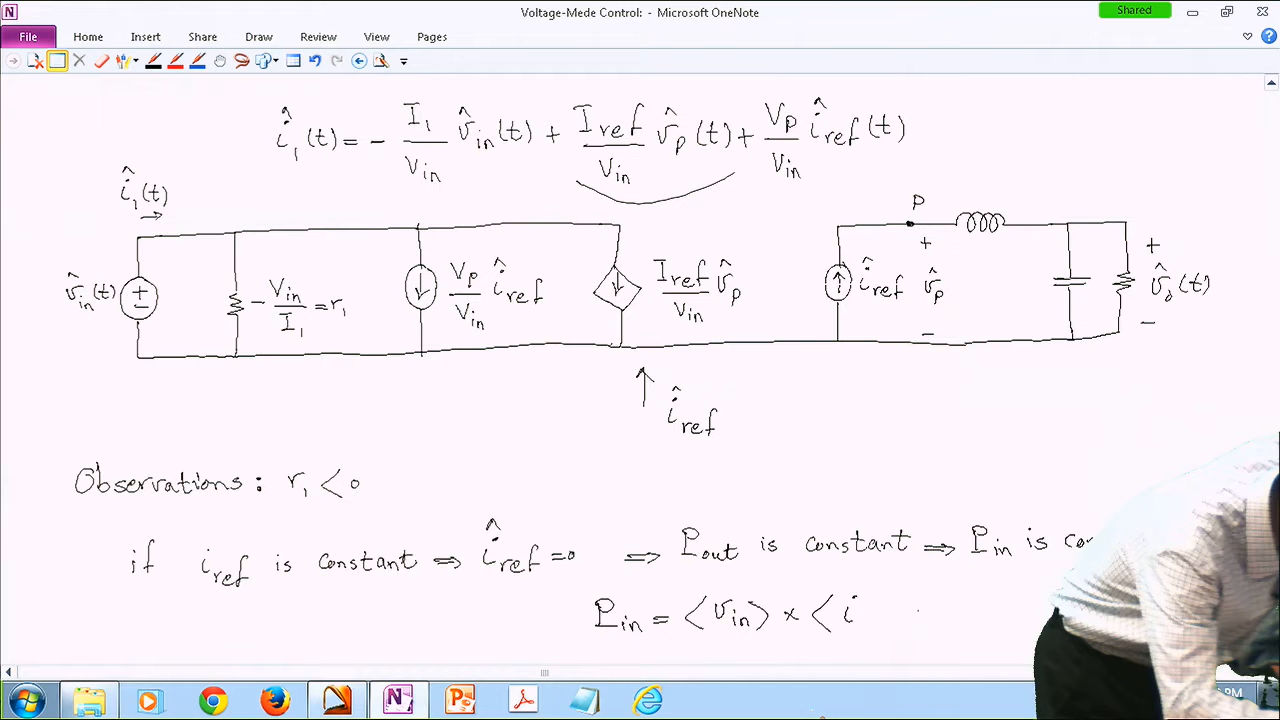 Voltage-Mede Control: - Microsoft OneNote
Shared
File Home Insert Share Draw Review View Pages
î₁(t) = - I₁/Vin v̂in(t) + Iref/Vin v̂p(t) + Vp/Vin îref(t)
î₁(t)
P
v̂in(t) + - - Vin/I₁ = r₁ Vp/Vin îref Iref/Vin v̂p îref + v̂p - + v̂o(t) -
îref
Observations: r₁ < 0
if iref is constant ⇒ îref = 0 ⇒ Pout is constant ⇒ Pin is
Pin = ⟨vin⟩ × ⟨i
PM